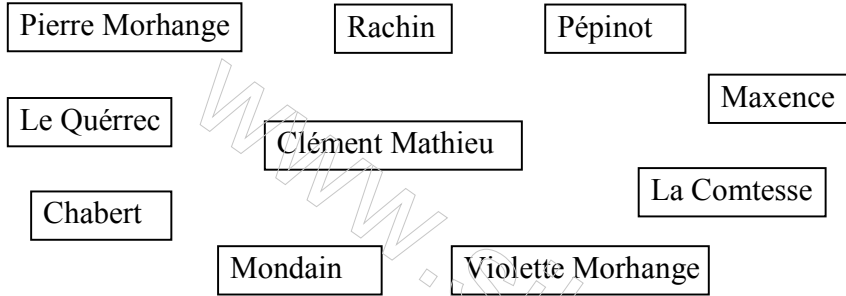 Pierre Morhange
Rachin
Pépinot
Maxence
Le Quérrec
Clément Mathieu
La Comtesse
Chabert
Mondain
Violette Morhange